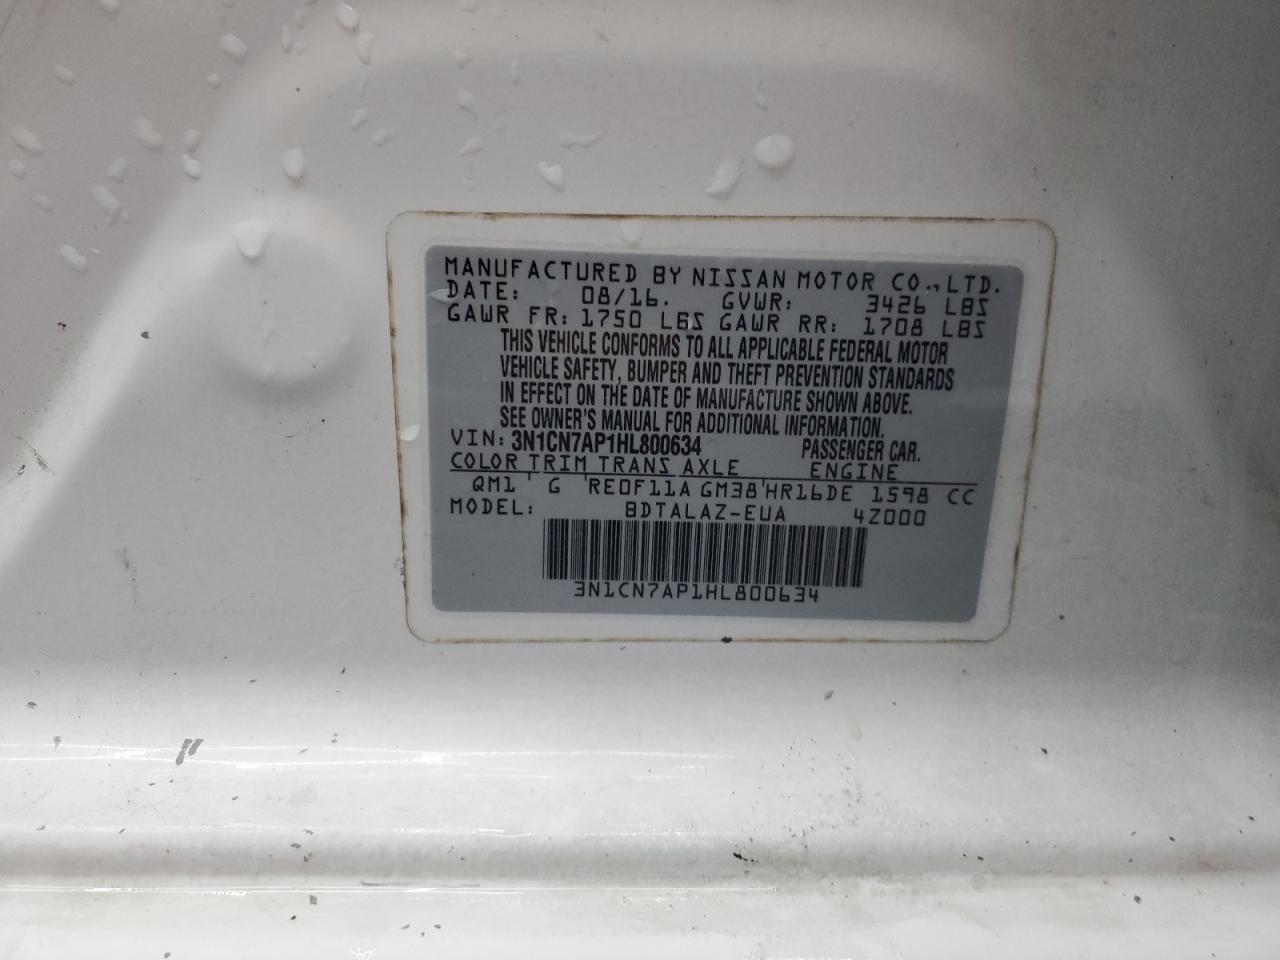 MANUFACTURED BY NISSAN MOTOR CO., LTD.
DATE: 08/16. GVWR: 3426 LBS
GAWR FR: 1750 LBS GAWR RR: 1708 LBS
THIS VEHICLE CONFORMS TO ALL APPLICABLE FEDERAL MOTOR
VEHICLE SAFETY, BUMPER AND THEFT PREVENTION STANDARDS
IN EFFECT ON THE DATE OF MANUFACTURE SHOWN ABOVE.
SEE OWNER'S MANUAL FOR ADDITIONAL INFORMATION.
VIN: 3N1CN7AP1HL800634 PASSENGER CAR.
COLOR TRIM TRANS AXLE ENGINE
QM1 G RE0F11A GM38 HR16DE 1598 CC
MODEL: BDTALAZ-EUA 4Z000
3N1CN7AP1HL800634